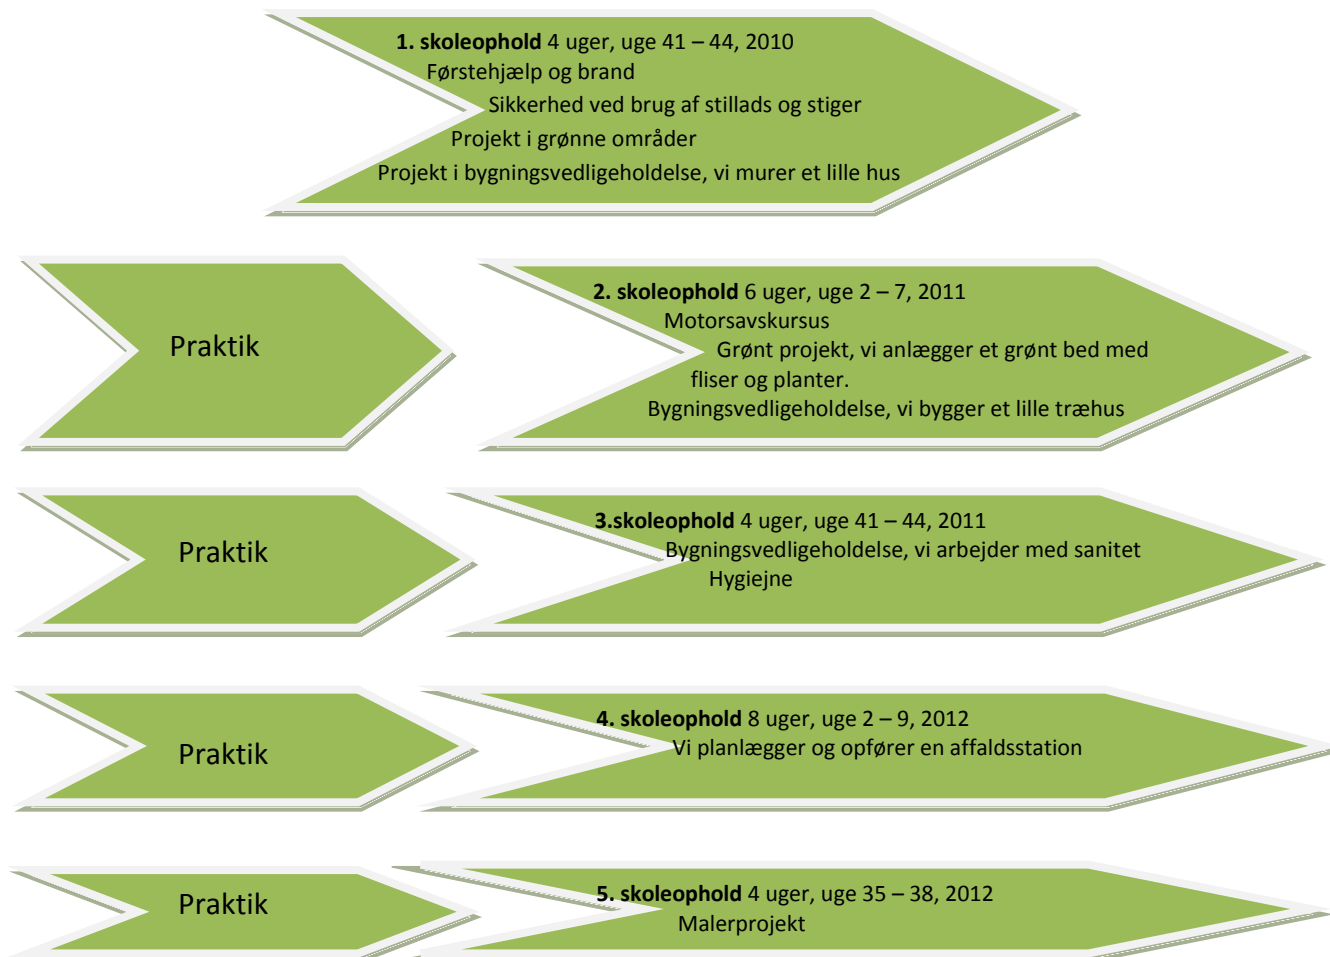 1. skoleophold 4 uger, uge 41 – 44, 2010
Førstehjælp og brand
Sikkerhed ved brug af stillads og stiger
Projekt i grønne områder
Projekt i bygningsvedligeholdelse, vi murer et lille hus
Praktik
2. skoleophold 6 uger, uge 2 – 7, 2011
Motorsavskursus
Grønt projekt, vi anlægger et grønt bed med
fliser og planter.
Bygningsvedligeholdelse, vi bygger et lille træhus
Praktik
3.skoleophold 4 uger, uge 41 – 44, 2011
Bygningsvedligeholdelse, vi arbejder med sanitet
Hygiejne
Praktik
4. skoleophold 8 uger, uge 2 – 9, 2012
Vi planlægger og opfører en affaldsstation
Praktik
5. skoleophold 4 uger, uge 35 – 38, 2012
Malerprojekt